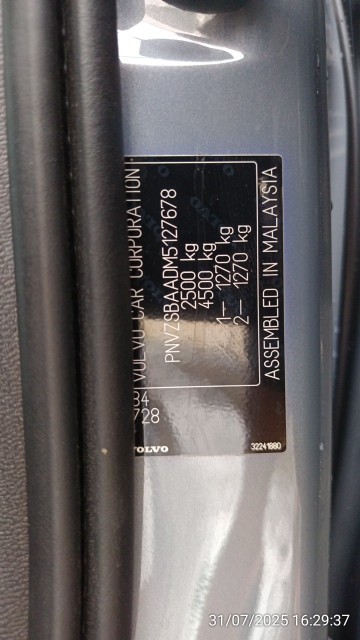 VOLVO CAR CORPORATION
PNVZSBAADM5127678
2500 kg
4500 kg
1– 1270 kg
2– 1270 kg
ASSEMBLED IN MALAYSIA
84
728
VOLVO
32241880
31/07/2025 16:29:37